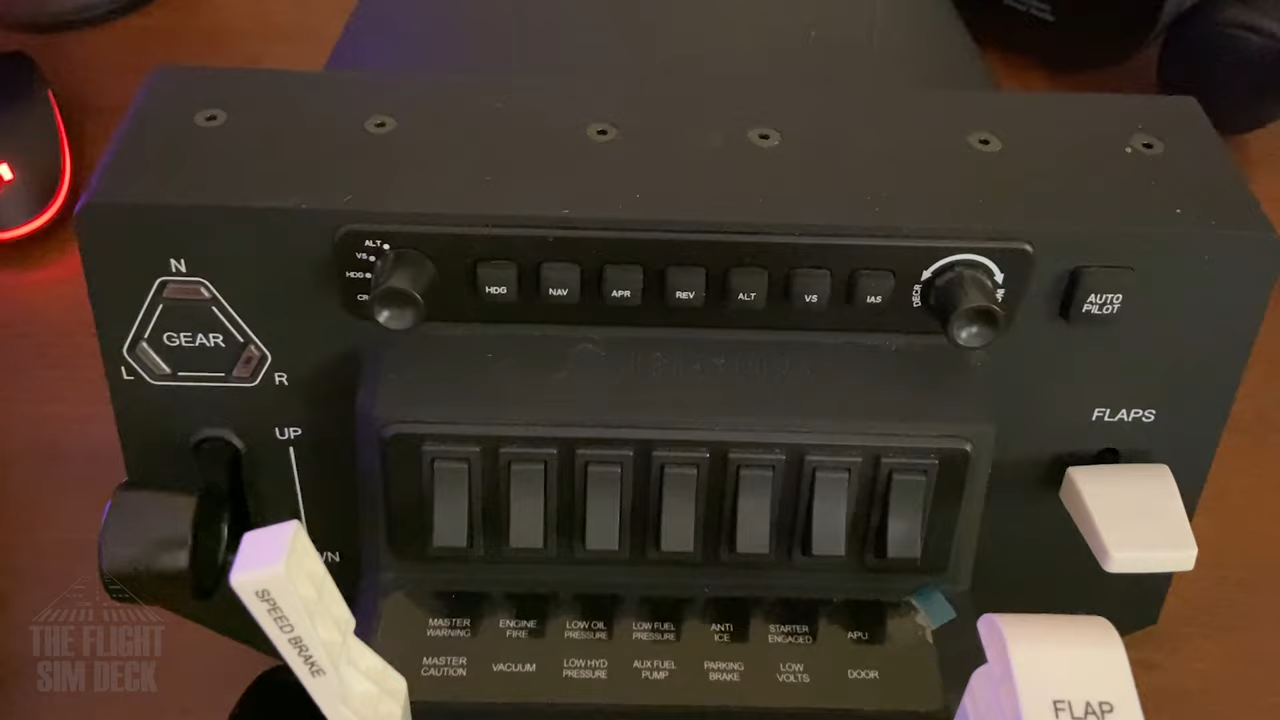 ALT
VS
HDG
HDG
NAV
APR
REV
ALT
VS
IAS
DECR
AUTO
PILOT
N
GEAR
L
R
UP
FLAPS
SPEED BRAKE
MASTER
WARNING
ENGINE
FIRE
LOW OIL
PRESSURE
LOW FUEL
PRESSURE
ANTI
ICE
STARTER
ENGAGED
APU
MASTER
CAUTION
VACUUM
LOW HYD
PRESSURE
AUX FUEL
PUMP
PARKING
BRAKE
LOW
VOLTS
DOOR
FLAP
THE FLIGHT
SIM DECK